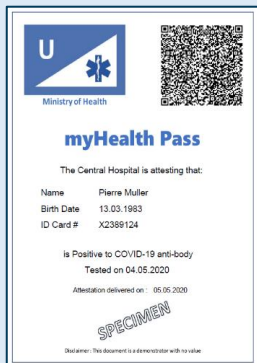 U
Ministry of Health
myHealth Pass
The Central Hospital is attesting that:
Name Pierre Muller
Birth Date 13.03.1983
ID Card # X2389124
is Positive to COVID-19 anti-body
Tested on 04.05.2020
Attestation delivered on : 05.05.2020
SPECIMEN
Disclaimer : This document is a demonstrator with no value